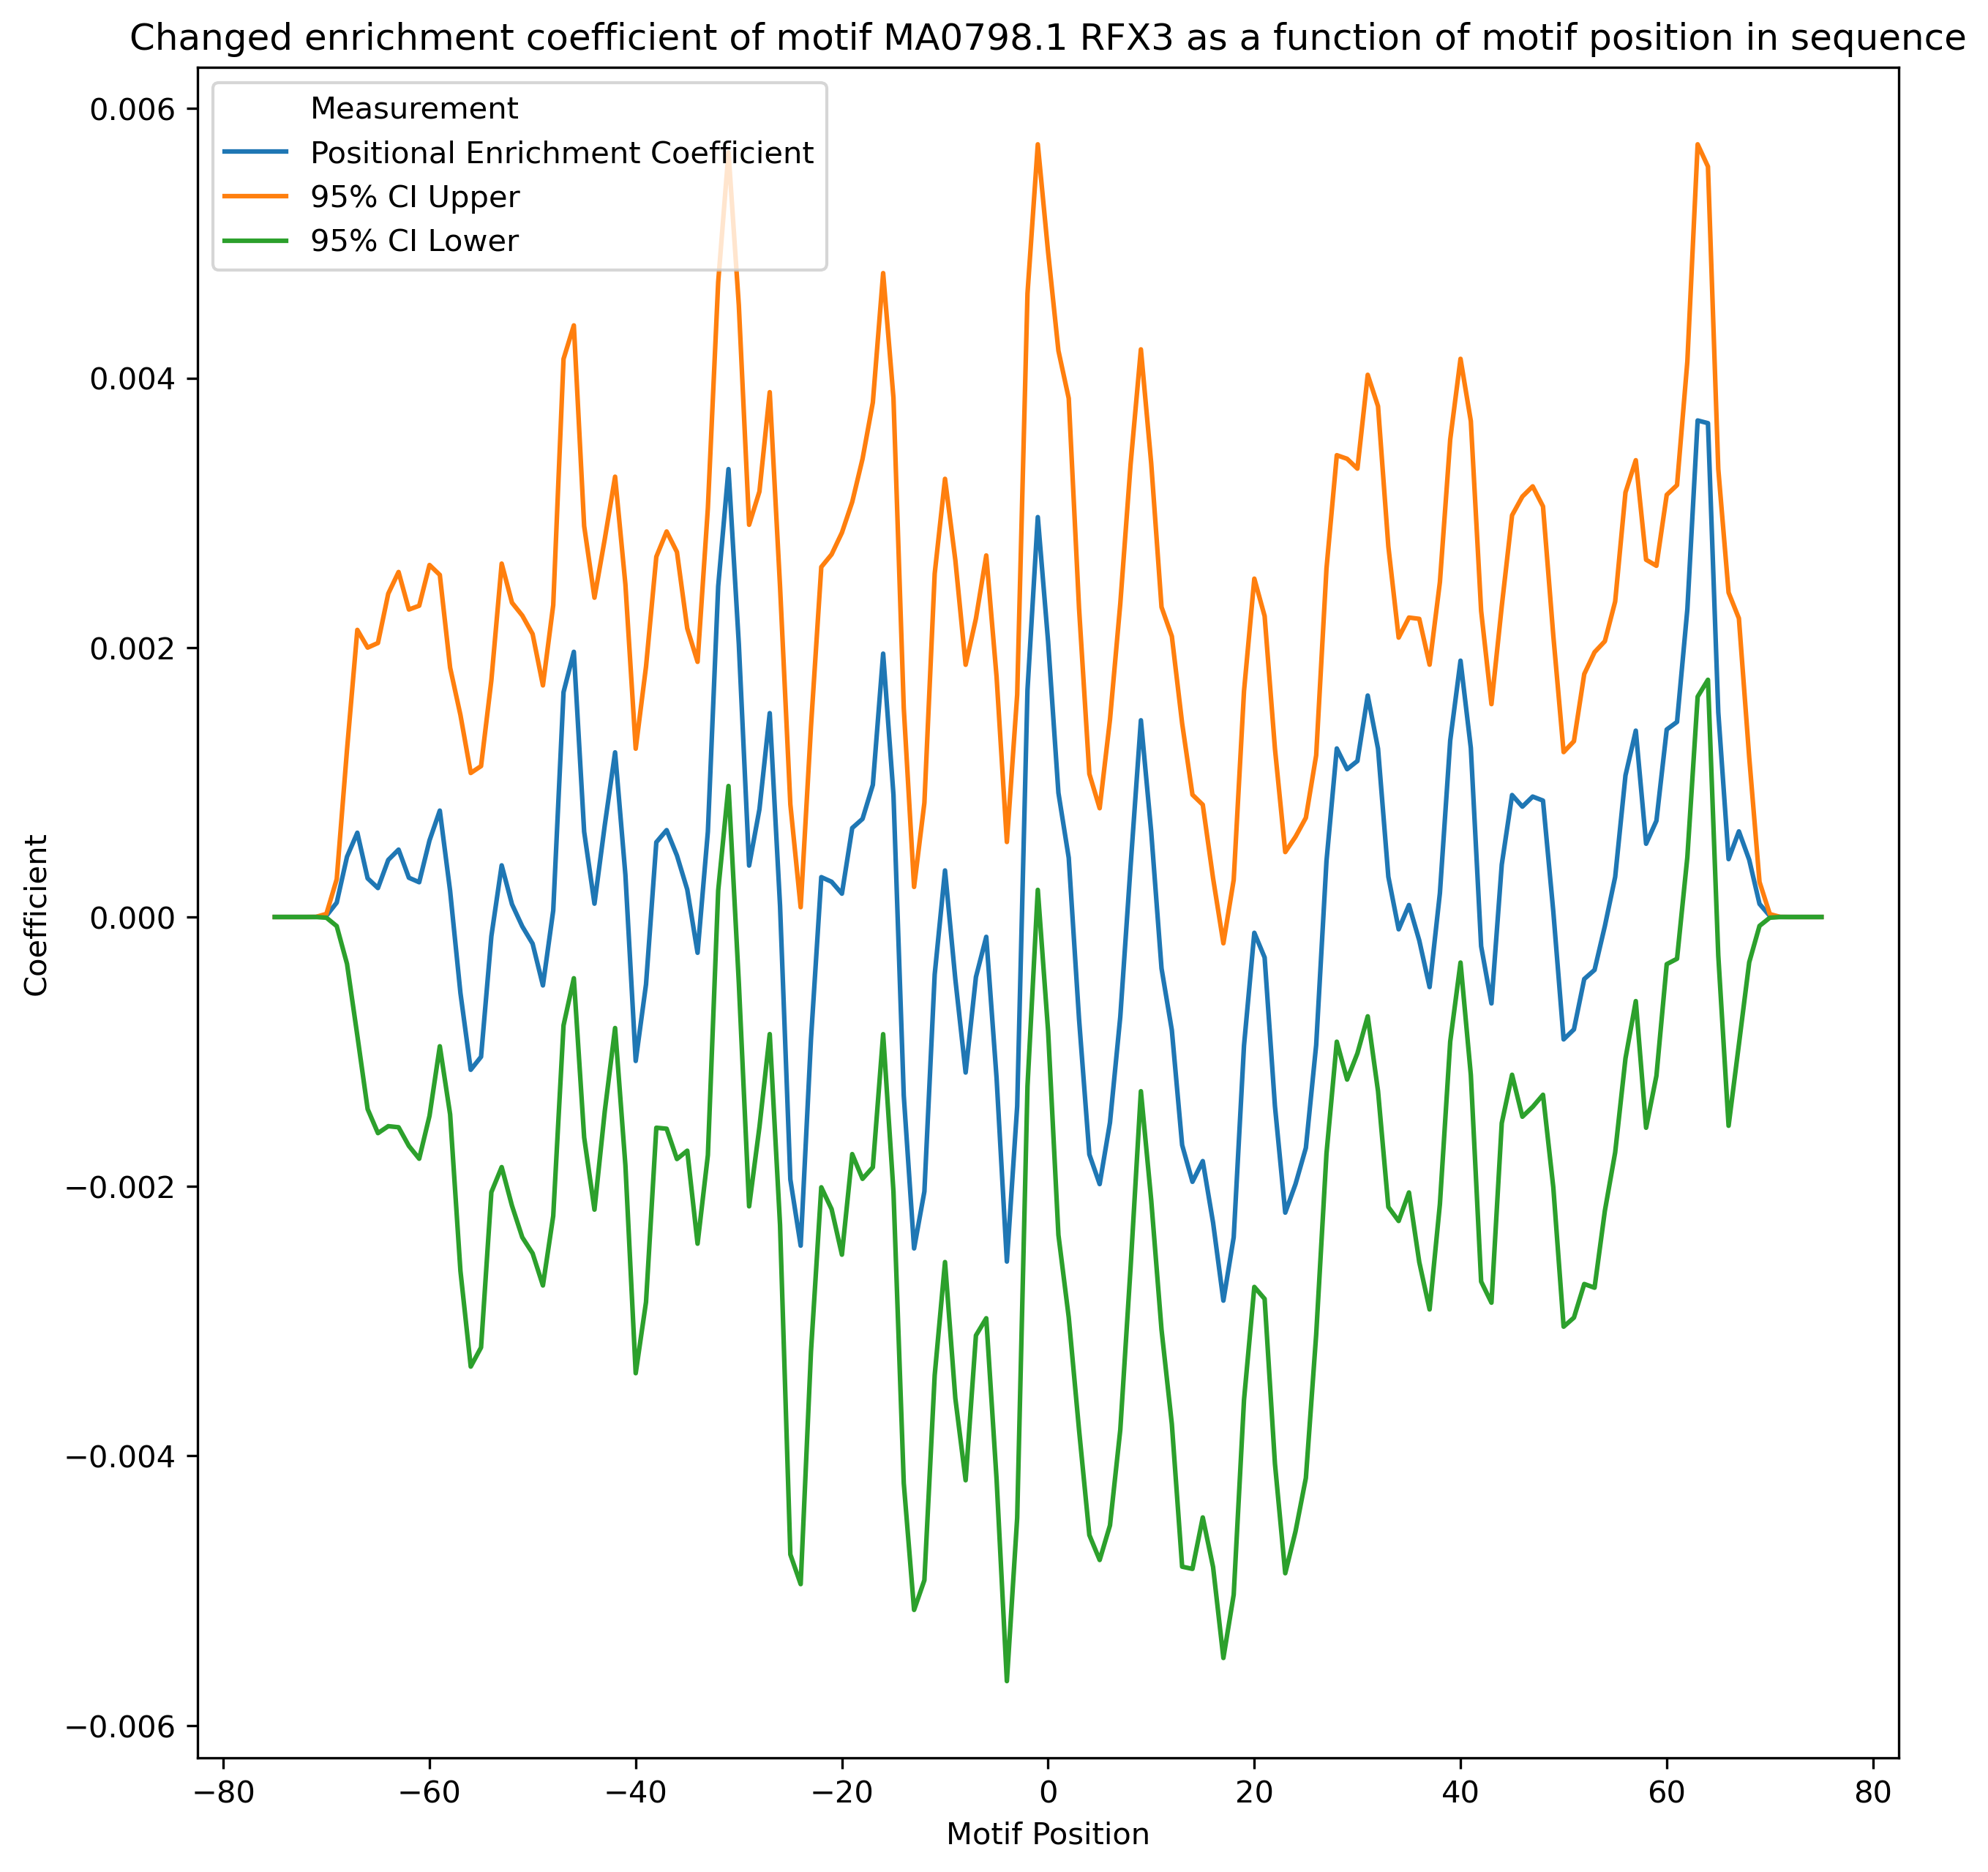 Changed enrichment coefficient of motif MA0798.1 RFX3 as a function of motif position in sequence
Measurement
Positional Enrichment Coefficient
95% CI Upper
95% CI Lower
0.006
0.004
0.002
0.000
−0.002
−0.004
−0.006
Coefficient
−80
−60
−40
−20
0
20
40
60
80
Motif Position